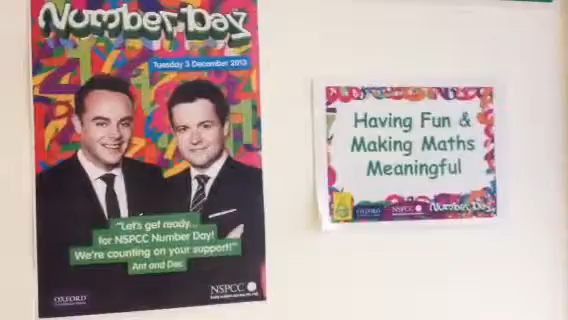 Number Day
Tuesday 3 December 2013
"Let's get ready...
for NSPCC Number Day!
We're counting on your support!"
Ant and Dec
OXFORD
NSPCC
Having Fun &
Making Maths
Meaningful
OXFORD
NSPCC
Number Day